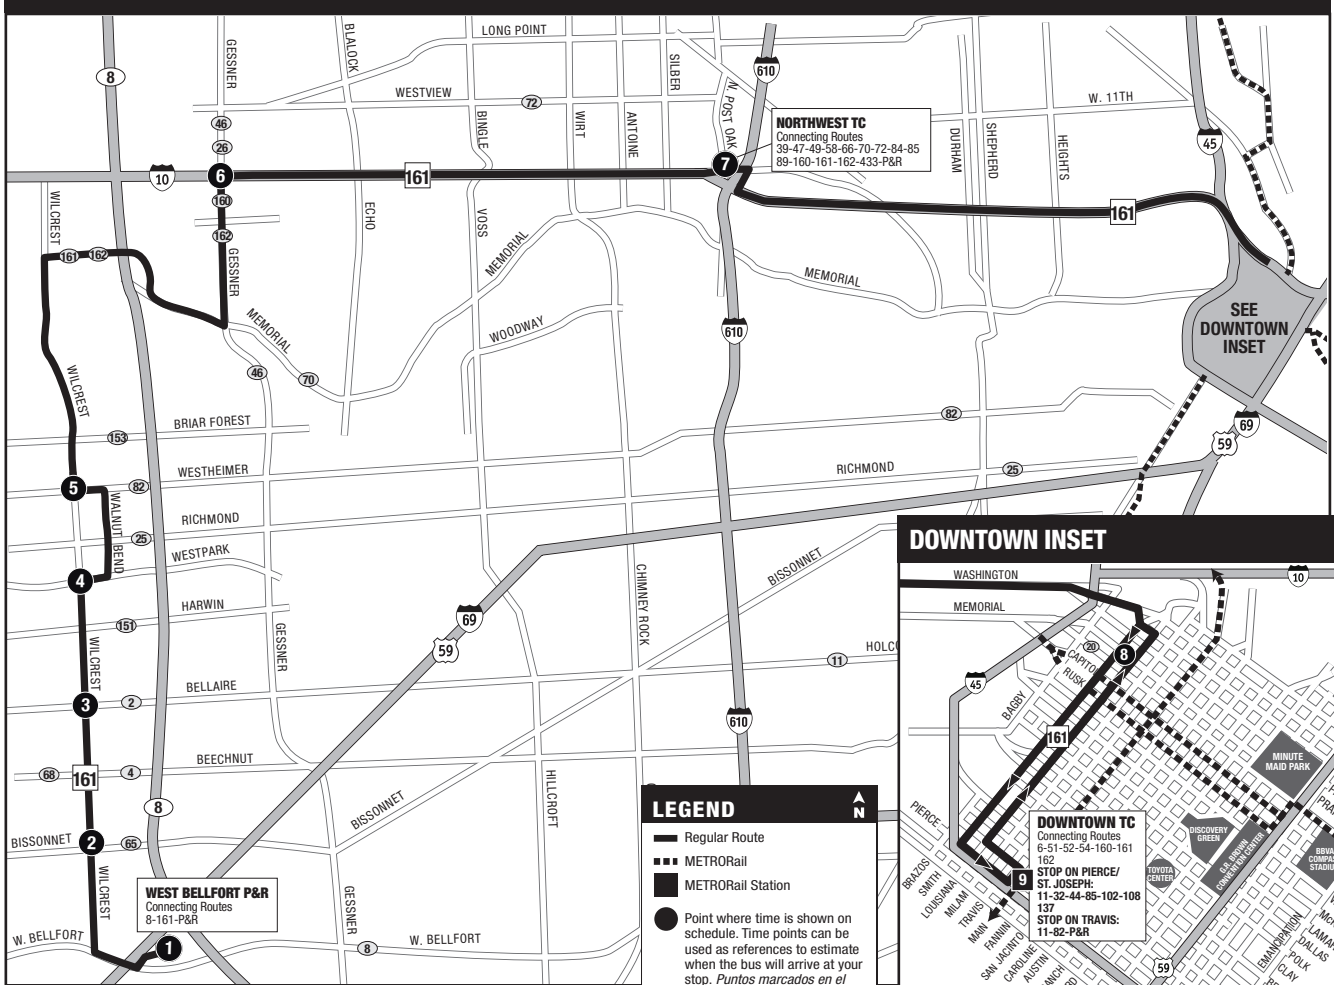 8
GESSNER
BLALOCK
LONG POINT
SILBER
610
N. POST OAK
WESTVIEW
72
BINGLE
WIRT
ANTOINE
W. 11TH
45
46
26
NORTHWEST TC
Connecting Routes
39-47-49-58-66-70-72-84-85
89-160-161-162-433-P&R
DURHAM
SHEPHERD
HEIGHTS
10
6
161
7
160
WILCREST
ECHO
VOSS
161
162
GESSNER
161
162
MEMORIAL
MEMORIAL
MEMORIAL
WOODWAY
610
SEE
DOWNTOWN
INSET
46
70
WILCREST
BRIAR FOREST
153
82
69
59
WESTHEIMER
5
82
RICHMOND
25
WALNUT BEND
RICHMOND
25
WESTPARK
4
BISSONNET
CHIMNEY ROCK
HARWIN
151
GESSNER
69
59
WILCREST
11
BELLAIRE
3
2
610
BEECHNUT
68
161
4
8
BISSONNET
HILLCROFT
BISSONNET
2
65
WILCREST
WEST BELLFORT P&R
Connecting Routes
8-161-P&R
GESSNER
W. BELLFORT
1
8
W. BELLFORT
LEGEND
N
Regular Route
METRORail
METRORail Station
Point where time is shown on
schedule. Time points can be
used as references to estimate
when the bus will arrive at your
stop. Puntos marcados en el
DOWNTOWN INSET
WASHINGTON
10
MEMORIAL
20
8
CAPITOL
RUSK
45
BAGBY
161
MINUTE
MAID PARK
PIERCE
DOWNTOWN TC
Connecting Routes
6-51-52-54-160-161
162
STOP ON PIERCE/
ST. JOSEPH:
11-32-44-85-102-108
137
STOP ON TRAVIS:
11-82-P&R
9
DISCOVERY
GREEN
G.R. BROWN
CONVENTION CENTER
TOYOTA
CENTER
BRAZOS
SMITH
LOUISIANA
MILAM
TRAVIS
MAIN
FANNIN
SAN JACINTO
CAROLINE
AUSTIN
59
EMANCIPATION
DALLAS
POLK
CLAY